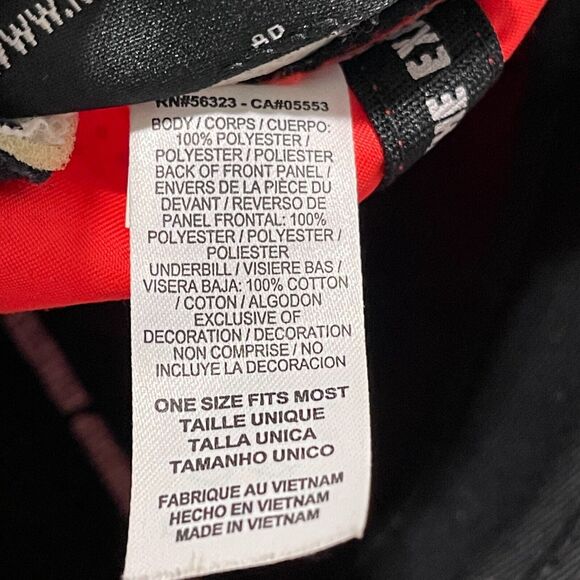 WWW.N
RN#56323 - CA#05553
BODY / CORPS / CUERPO:
100% POLYESTER /
POLYESTER / POLIESTER
BACK OF FRONT PANEL /
ENVERS DE LA PIÈCE DU
DEVANT / REVERSO DE
PANEL FRONTAL: 100%
POLYESTER / POLYESTER /
POLIESTER
UNDERBILL / VISIERE BAS /
VISERA BAJA: 100% COTTON
/ COTON / ALGODON
EXCLUSIVE OF
DECORATION / DECORATION
NON COMPRISE / NO
INCLUYE LA DECORACION
ONE SIZE FITS MOST
TAILLE UNIQUE
TALLA UNICA
TAMANHO UNICO
FABRIQUE AU VIETNAM
HECHO EN VIETNAM
MADE IN VIETNAM